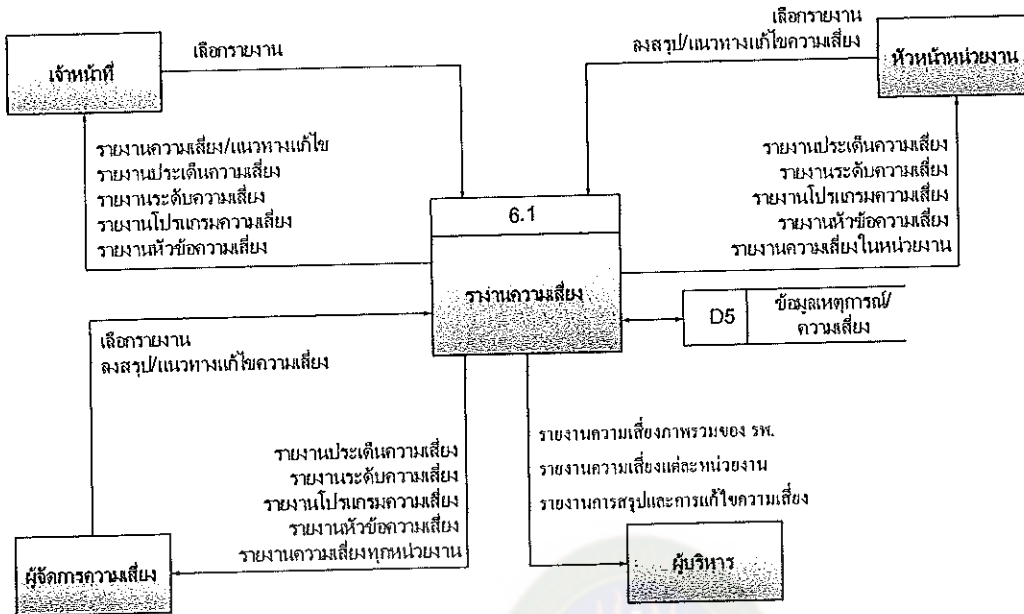 เจ้าหน้าที่
เลือกรายงาน
เลือกรายงาน
ลงสรุป/แนวทางแก้ไขความเสี่ยง
หัวหน้าหน่วยงาน
รายงานความเสี่ยง/แนวทางแก้ไข
รายงานประเด็นความเสี่ยง
รายงานระดับความเสี่ยง
รายงานโปรแกรมความเสี่ยง
รายงานหัวข้อความเสี่ยง
รายงานประเด็นความเสี่ยง
รายงานระดับความเสี่ยง
รายงานโปรแกรมความเสี่ยง
รายงานหัวข้อความเสี่ยง
รายงานความเสี่ยงในหน่วยงาน
6.1
รางานความเสี่ยง
D5
ข้อมูลเหตุการณ์/
ความเสี่ยง
เลือกรายงาน
ลงสรุป/แนวทางแก้ไขความเสี่ยง
รายงานประเด็นความเสี่ยง
รายงานระดับความเสี่ยง
รายงานโปรแกรมความเสี่ยง
รายงานหัวข้อความเสี่ยง
รายงานความเสี่ยงทุกหน่วยงาน
รายงานความเสี่ยงภาพรวมของ รพ.
รายงานความเสี่ยงแต่ละหน่วยงาน
รายงานการสรุปและการแก้ไขความเสี่ยง
ผู้จัดการความเสี่ยง
ผู้บริหาร